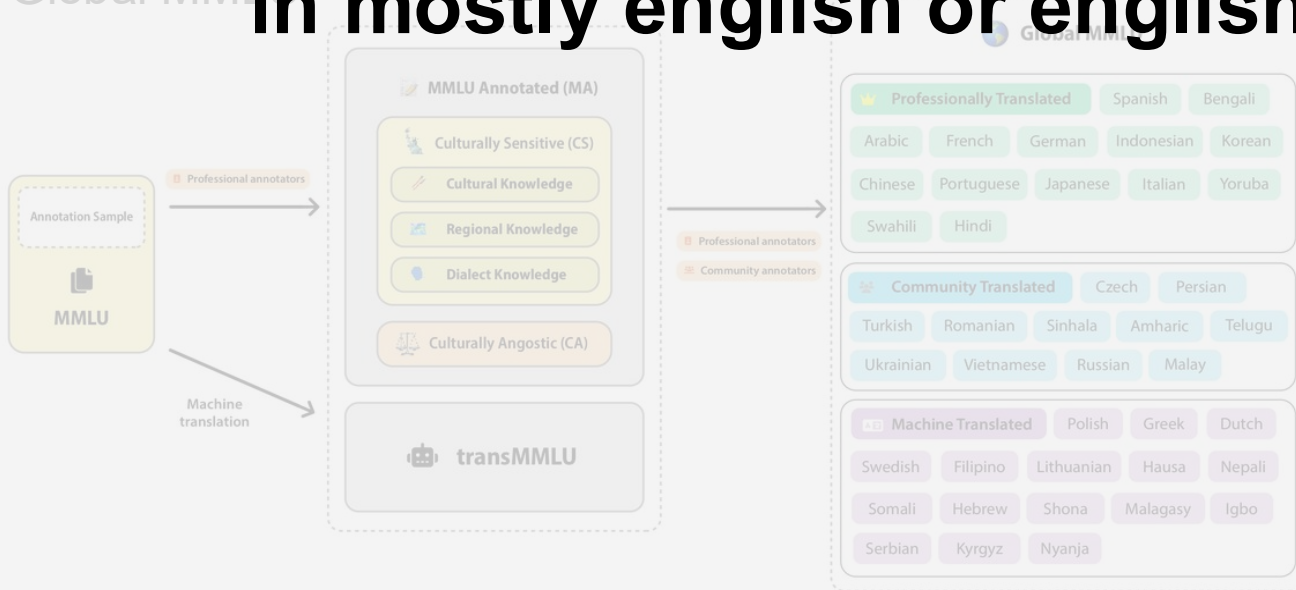 Global MM
in mostly english or english
Global MMLU
MMLU Annotated (MA)
Culturally Sensitive (CS)
Cultural Knowledge
Regional Knowledge
Dialect Knowledge
Culturally Angostic (CA)
transMMLU
Annotation Sample
MMLU
Professional annotators
Machine
translation
Professional annotators
Community annotators
Professionally Translated Spanish Bengali
Arabic French German Indonesian Korean
Chinese Portuguese Japanese Italian Yoruba
Swahili Hindi
Community Translated Czech Persian
Turkish Romanian Sinhala Amharic Telugu
Ukrainian Vietnamese Russian Malay
Machine Translated Polish Greek Dutch
Swedish Filipino Lithuanian Hausa Nepali
Somali Hebrew Shona Malagasy Igbo
Serbian Kyrgyz Nyanja